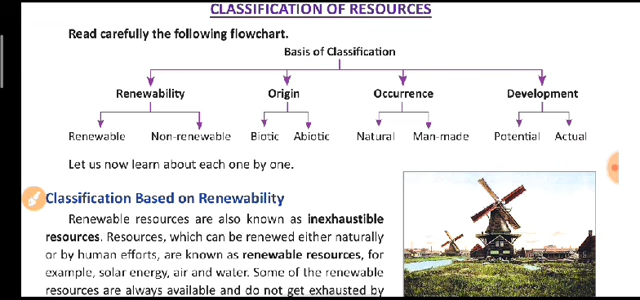 CLASSIFICATION OF RESOURCES
Read carefully the following flowchart.
Basis of Classification
Renewability Origin Occurrence Development
Renewable Non-renewable Biotic Abiotic Natural Man-made Potential Actual
Let us now learn about each one by one.
Classification Based on Renewability
Renewable resources are also known as inexhaustible
resources. Resources, which can be renewed either naturally
or by human efforts, are known as renewable resources, for
example, solar energy, air and water. Some of the renewable
resources are always available and do not get exhausted by